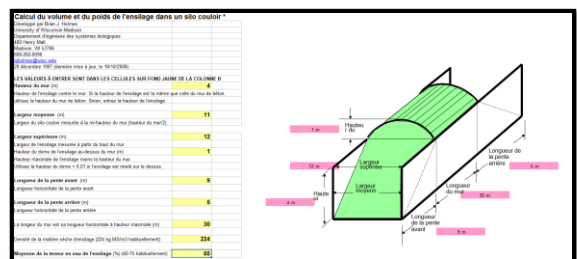 Calcul du volume et du poids de l'ensilage dans un silo couloir *
Développé par Brian J. Holmes
University of Wisconsin-Madison
Département d'ingénierie des systèmes biologiques
460 Henry Mall
Madison, WI 53706
608-262-0096
20 décembre 1997 (dernière mise à jour: le 18/10/2006)
LES VALEURS À ENTRER SONT DANS LES CELLULES SUR FOND JAUNE DE LA COLONNE B
Hauteur du mur (m) 4
Hauteur de l'ensilage contre le mur. Si la hauteur de l'ensilage est la même que celle du mur de béton,
utilisez la hauteur du mur de béton. Sinon, entrez la hauteur de l'ensilage.
Largeur moyenne (m) 11
Largeur du silo couloir mesurée à la mi-hauteur du mur (hauteur du mur/2)
Largeur supérieure (m) 12
Largeur de l'ensilage mesurée à partir du haut du mur
Hauteur du dôme de l'ensilage au-dessus du mur (m) 1
Hauteur maximale de l'ensilage moins la hauteur du mur.
Utilisez la hauteur du dôme = 0,01 si l'ensilage est nivelé sur le dessus.
Longueur de la pente avant (m) 9
Longueur horizontale de la pente avant
Longueur de la pente arrière (m) 5
Longueur horizontale de la pente arrière
La longueur du mur est sa longueur horizontale à hauteur maximale (m) 30
Densité de la matière sèche d'ensilage (224 kg MS/m3 habituellement) 224
Moyenne de la teneur en eau de l'ensilage (%) (60-70 habituellement) 65
Hauteu
r du
1 m
Largeur
supérieure
12 m
Largeur
moyenne
Haute
ur
4 m
Longueur de
la pente
arrière
5 m
Longueur
du mur
30 m
Longueur
de la pente
avant
9 m